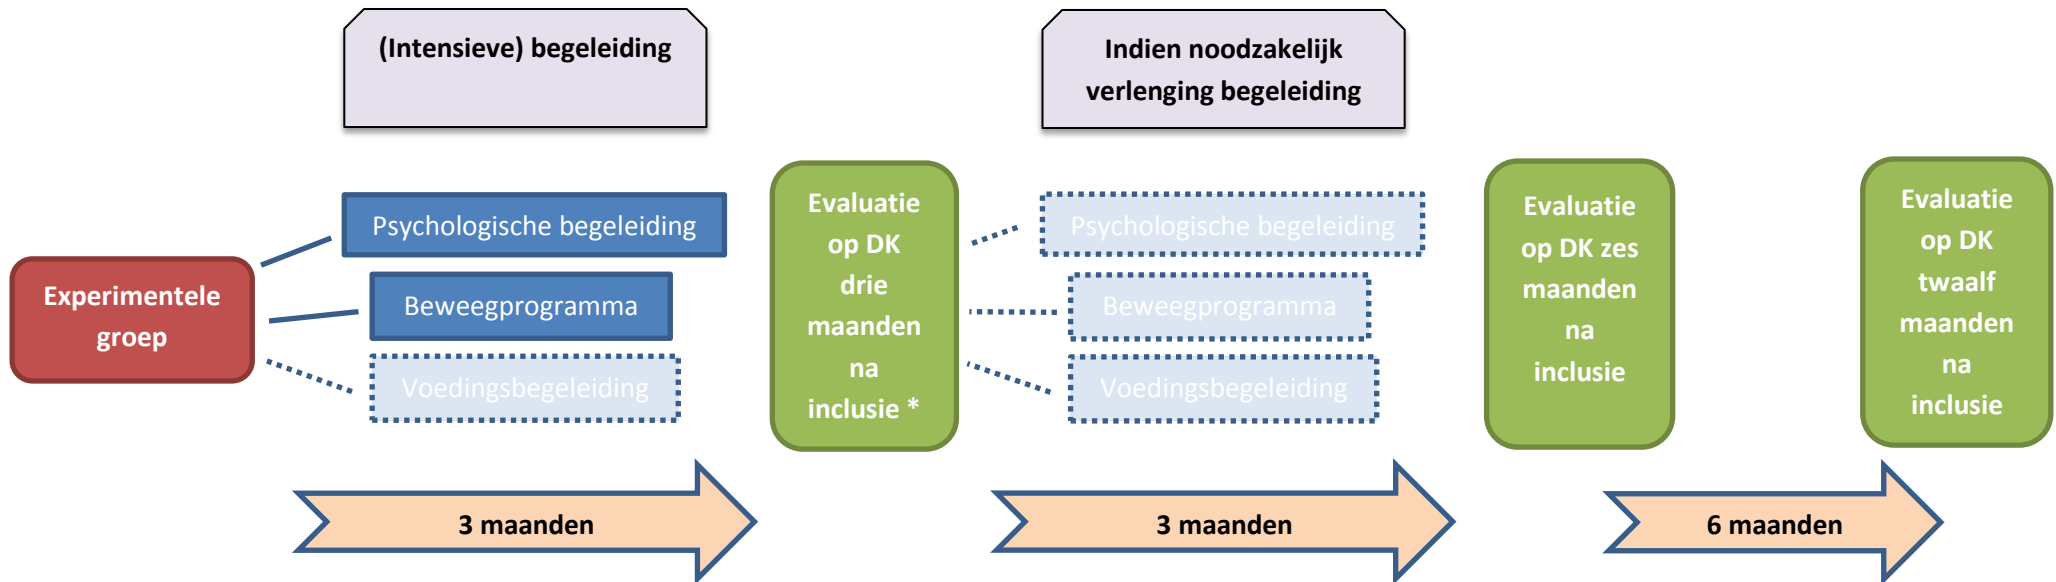 (Intensieve) begeleiding
Indien noodzakelijk
verlenging begeleiding
Experimentele
groep
Psychologische begeleiding
Beweegprogramma
Voedingsbegeleiding
Evaluatie
op DK
drie
maanden
na
inclusie *
Psychologische begeleiding
Beweegprogramma
Voedingsbegeleiding
Evaluatie
op DK zes
maanden
na
inclusie
Evaluatie
op DK
twaalf
maanden
na
inclusie
3 maanden
3 maanden
6 maanden